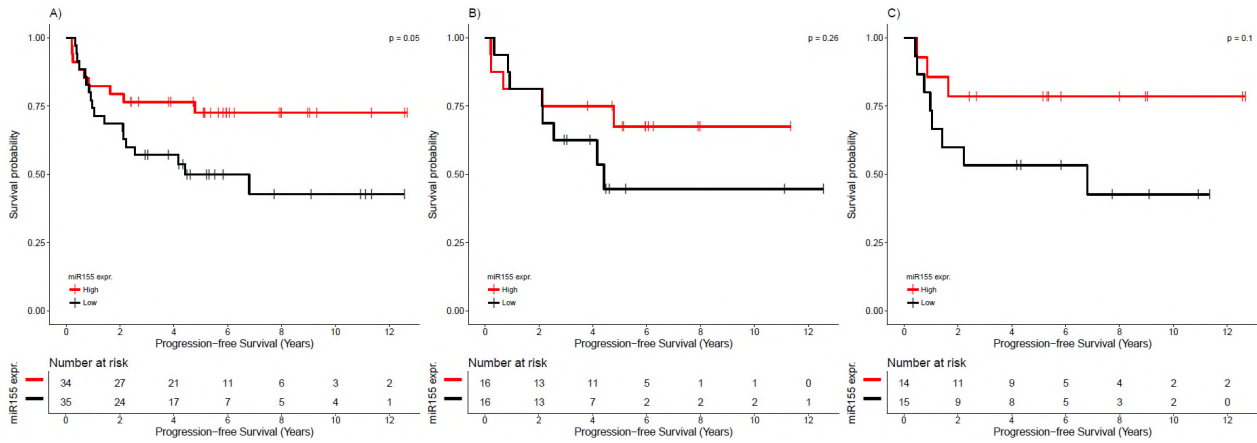 A)
p = 0.05
1.00
0.75
0.50
0.25
0.00
Survival probability
miR155 expr.
High
Low
0 2 4 6 8 10 12
Progression-free Survival (Years)
Number at risk
miR155 expr.
34 27 21 11 6 3 2
35 24 17 7 5 4 1
0 2 4 6 8 10 12
Progression-free Survival (Years)
B)
p = 0.26
1.00
0.75
0.50
0.25
0.00
Survival probability
miR155 expr.
High
Low
0 2 4 6 8 10 12
Progression-free Survival (Years)
Number at risk
miR155 expr.
16 13 11 5 1 1 0
16 13 7 2 2 2 1
0 2 4 6 8 10 12
Progression-free Survival (Years)
C)
p = 0.1
1.00
0.75
0.50
0.25
0.00
Survival probability
miR155 expr.
High
Low
0 2 4 6 8 10 12
Progression-free Survival (Years)
Number at risk
miR155 expr.
14 11 9 5 4 2 2
15 9 8 5 3 2 0
0 2 4 6 8 10 12
Progression-free Survival (Years)